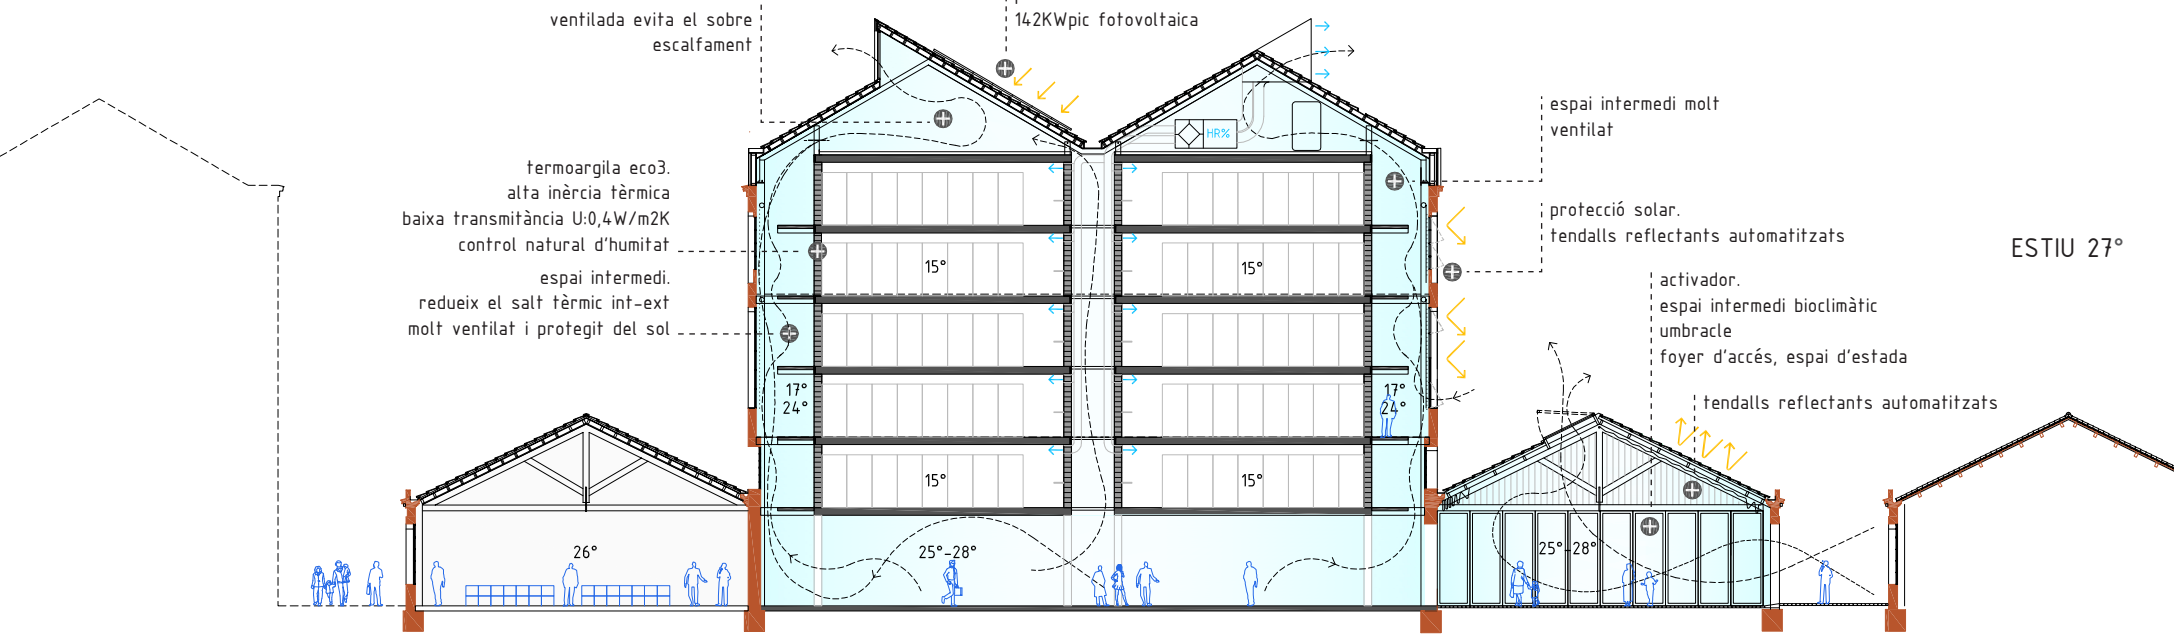 ventilada evita el sobre
escalfament
142KWpic fotovoltaica
termoargila eco3.
alta inèrcia tèrmica
baixa transmitància U:0,4W/m2K
control natural d'humitat
espai intermedi.
redueix el salt tèrmic int-ext
molt ventilat i protegit del sol
HR%
espai intermedi molt
ventilat
protecció solar.
tendalls reflectants automatitzats
ESTIU 27°
activador.
espai intermedi bioclimàtic
umbracle
foyer d'accés, espai d'estada
tendalls reflectants automatitzats
15°
15°
17°
24°
17°
24°
15°
15°
26°
25°-28°
25°-28°